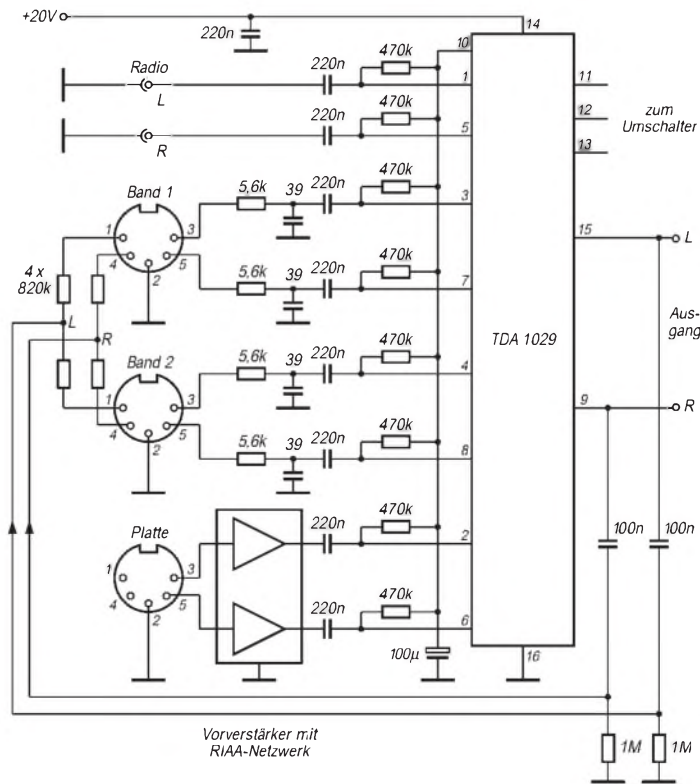 +20V
220n
14
10
470k
Radio
220n
1
11
L
470k
12
zum
Umschalter
220n
R
5
13
470k
Band 1
5,6k
39
220n
1
3
3
15
L
4
5
470k
4 x
820k
2
5,6k
39
220n
7
L
Aus-
gang
R
470k
TDA 1029
Band 2
5,6k
39
220n
4
1
3
9
R
4
5
470k
2
5,6k
39
220n
8
470k
Platte
220n
2
100n
100n
1
3
4
5
470k
2
220n
6
100µ
16
Vorverstärker mit
RIAA-Netzwerk
1M
1M